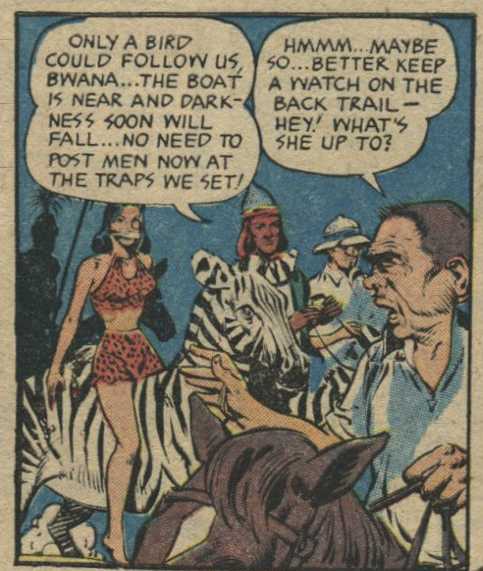 ONLY A BIRD
COULD FOLLOW US,
BWANA...THE BOAT
IS NEAR AND DARK-
NESS SOON WILL
FALL...NO NEED TO
POST MEN NOW AT
THE TRAPS WE SET!
HMMM...MAYBE
SO...BETTER KEEP
A WATCH ON THE
BACK TRAIL—
HEY! WHAT'S
SHE UP TO?